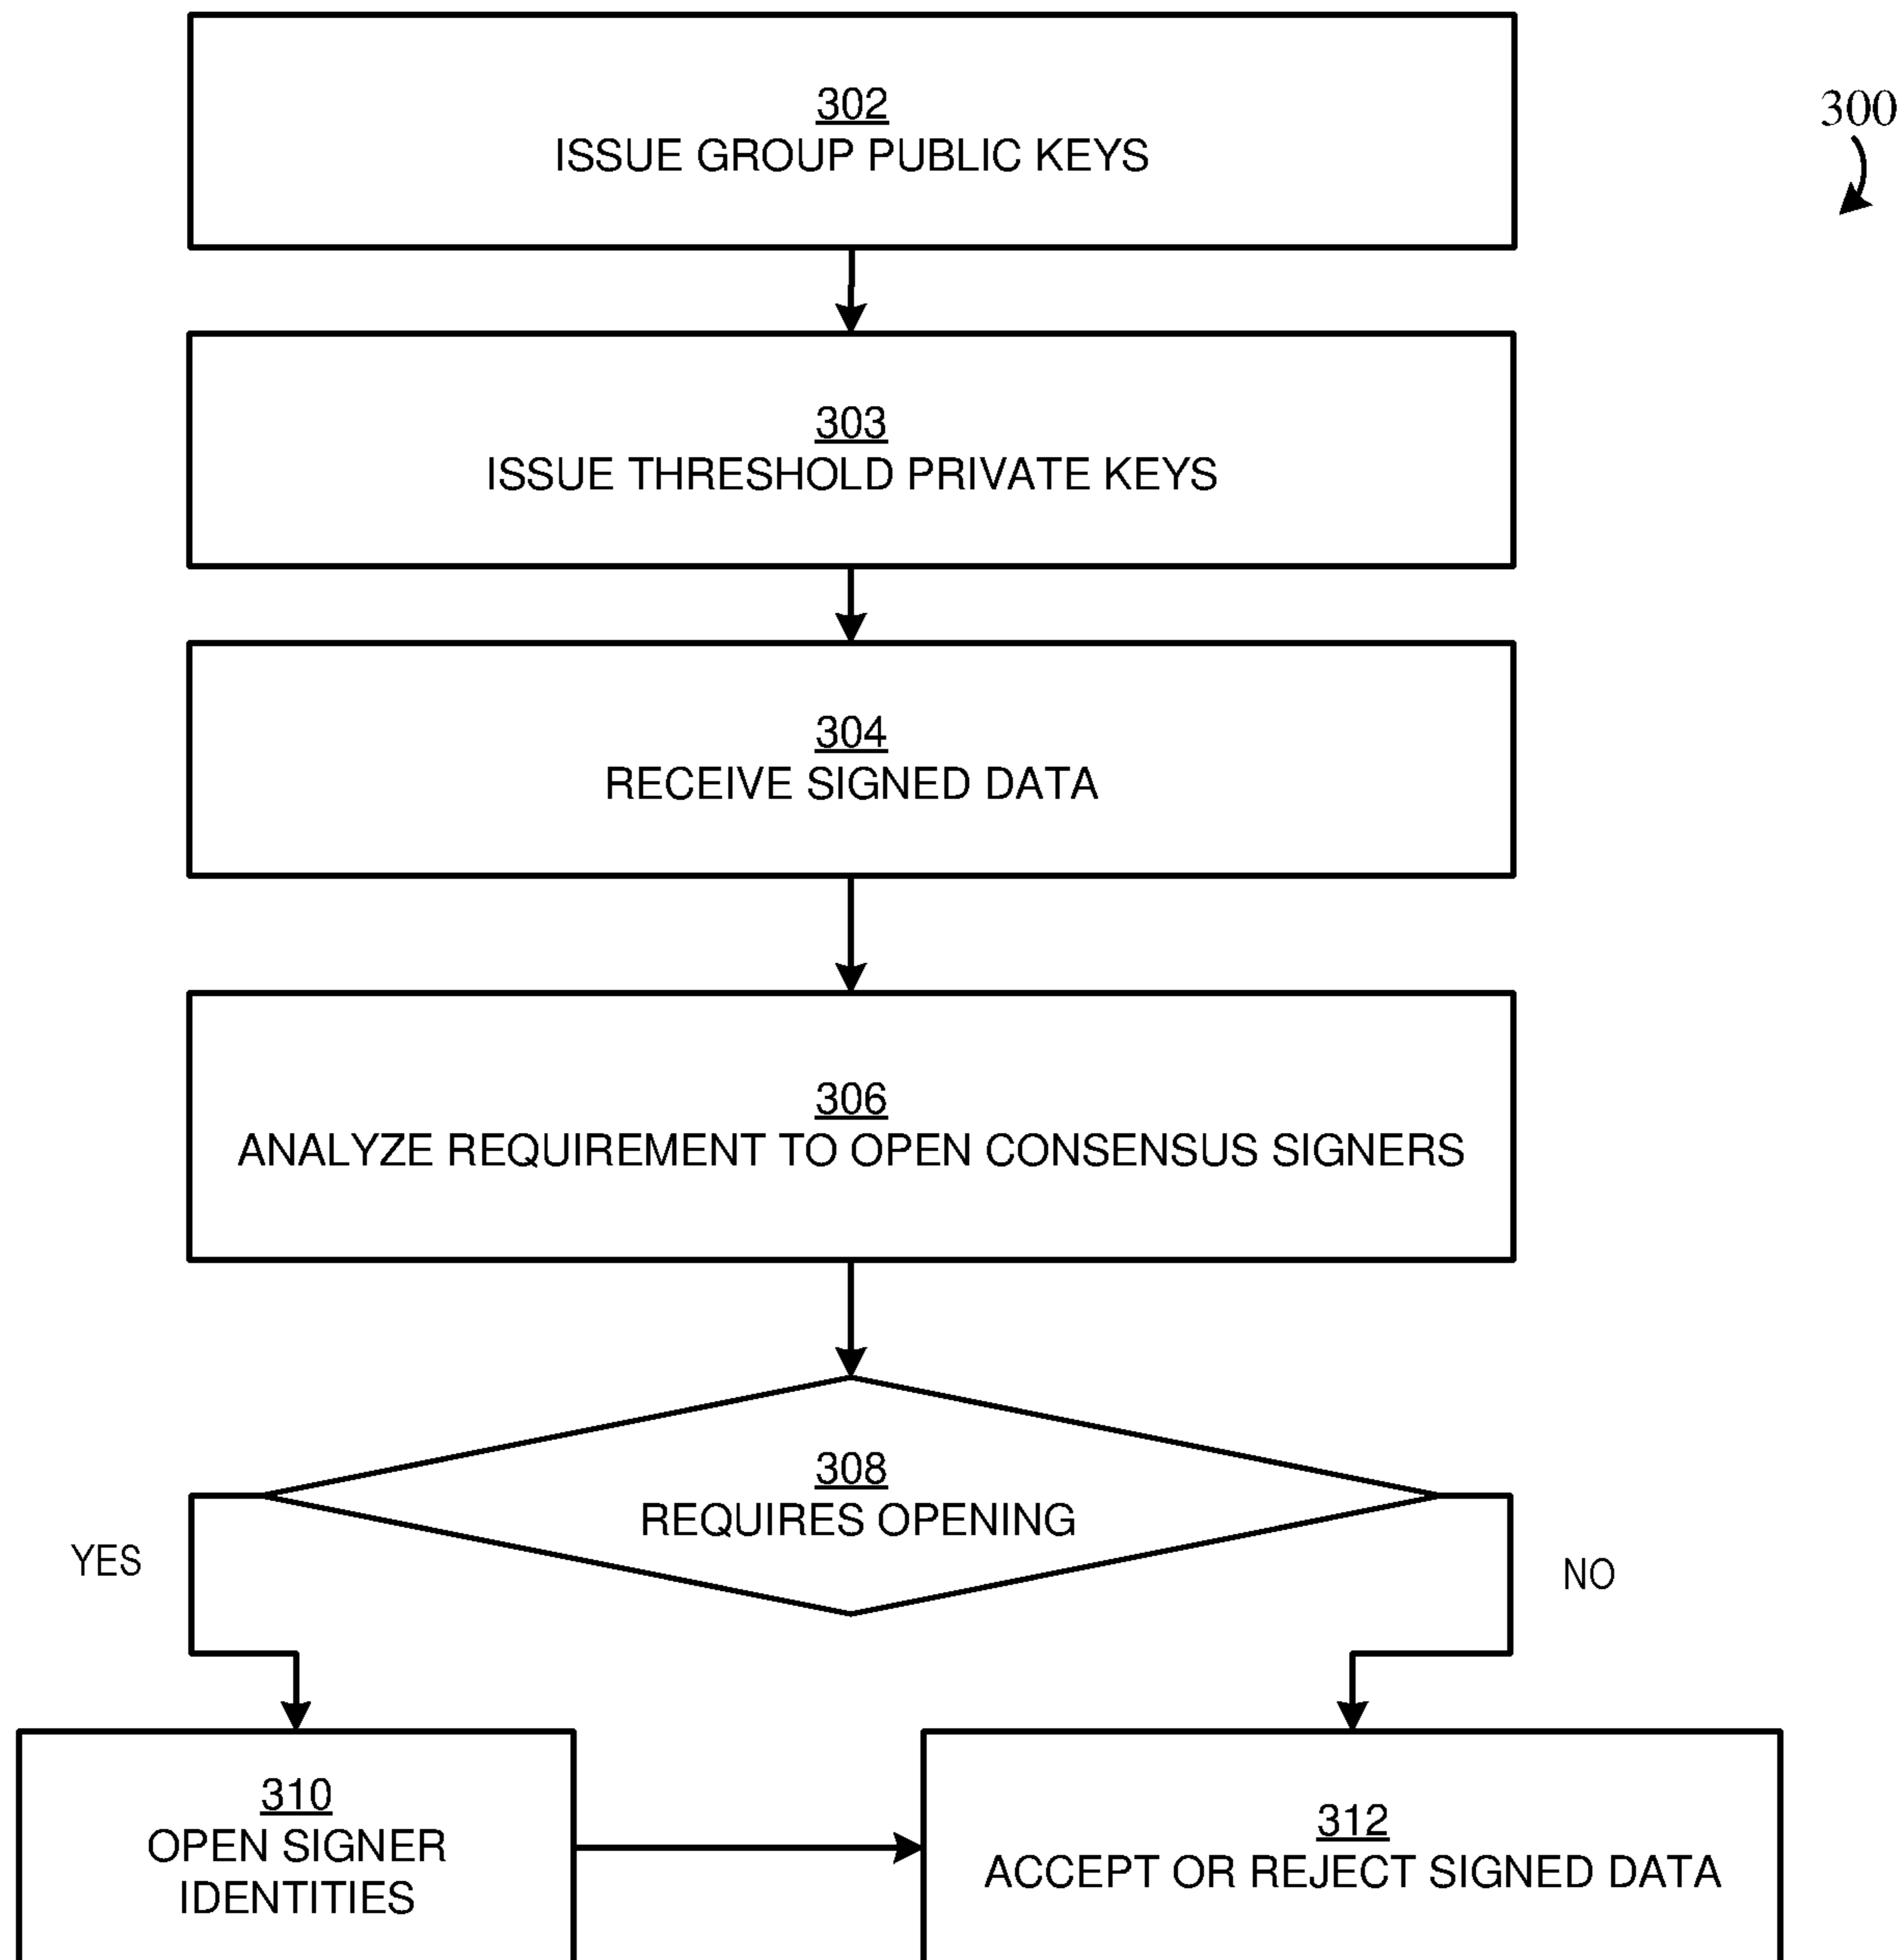 302
ISSUE GROUP PUBLIC KEYS
300
303
ISSUE THRESHOLD PRIVATE KEYS
304
RECEIVE SIGNED DATA
306
ANALYZE REQUIREMENT TO OPEN CONSENSUS SIGNERS
308
REQUIRES OPENING
YES
NO
310
OPEN SIGNER
IDENTITIES
312
ACCEPT OR REJECT SIGNED DATA